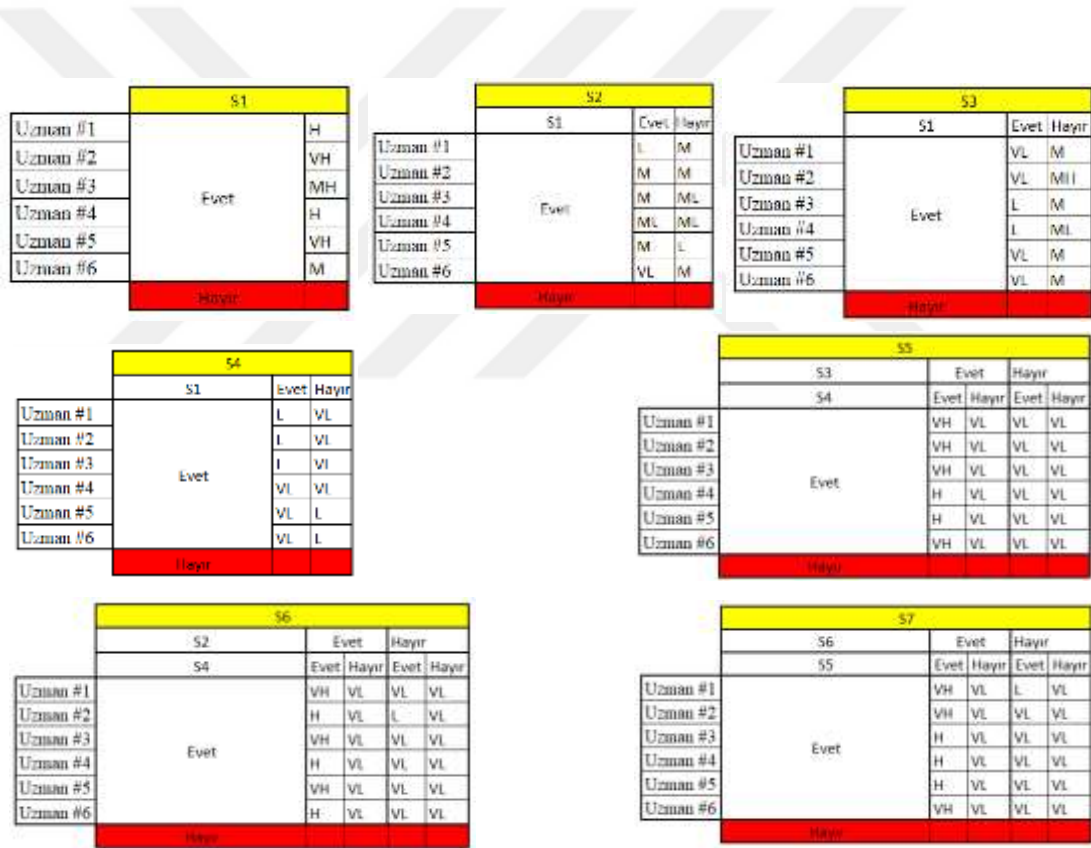 S1
Uzman #1 H
Uzman #2 VH
Uzman #3 MH
Evet
Uzman #4 H
Uzman #5 VH
Uzman #6 M
Hayır
S2
S1 Evet Hayır
Uzman #1 L M
Uzman #2 M M
Uzman #3 M ML
Evet
Uzman #4 ML ML
Uzman #5 M L
Uzman #6 VL M
Hayır
S3
S1 Evet Hayır
Uzman #1 VL M
Uzman #2 VL MH
Uzman #3 L M
Evet
Uzman #4 L ML
Uzman #5 VL M
Uzman #6 VL M
Hayır
S4
S1 Evet Hayır
Uzman #1 L VL
Uzman #2 L VL
Uzman #3 L VL
Evet
Uzman #4 VL VL
Uzman #5 VL L
Uzman #6 VL L
Hayır
S5
S3 Evet Hayır
S4 Evet Hayır Evet Hayır
Uzman #1 VH VL VL VL
Uzman #2 VH VL VL VL
Uzman #3 VH VL VL VL
Evet
Uzman #4 H VL VL VL
Uzman #5 H VL VL VL
Uzman #6 VH VL VL VL
Hayır
S6
S2 Evet Hayır
S4 Evet Hayır Evet Hayır
Uzman #1 VH VL VL VL
Uzman #2 H VL L VL
Uzman #3 VH VL VL VL
Evet
Uzman #4 H VL VL VL
Uzman #5 VH VL VL VL
Uzman #6 H VL VL VL
Hayır
S7
S6 Evet Hayır
S5 Evet Hayır Evet Hayır
Uzman #1 VH VL L VL
Uzman #2 VH VL VL VL
Uzman #3 H VL VL VL
Evet
Uzman #4 H VL VL VL
Uzman #5 H VL VL VL
Uzman #6 VH VL VL VL
Hayır